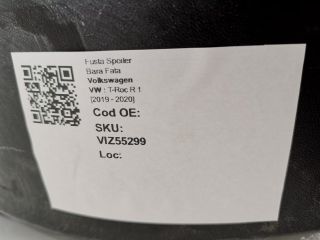 Fusta Spoiler
Bara Fata
Volkswagen
VW : T-Roc R 1
[2019 - 2020]
Cod OE:
SKU:
VIZ55299
Loc: